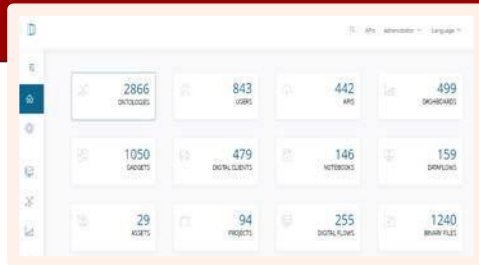 APIs Administrator Language
2866 843 442 499
ONTOLOGIES USERS APIS DASHBOARDS
1050 479 146 159
GADGETS DIGITAL CLIENTS NOTEBOOKS DATAFLOWS
29 94 255 1240
ASSETS PROJECTS DIGITAL FLOWS BINARY FILES